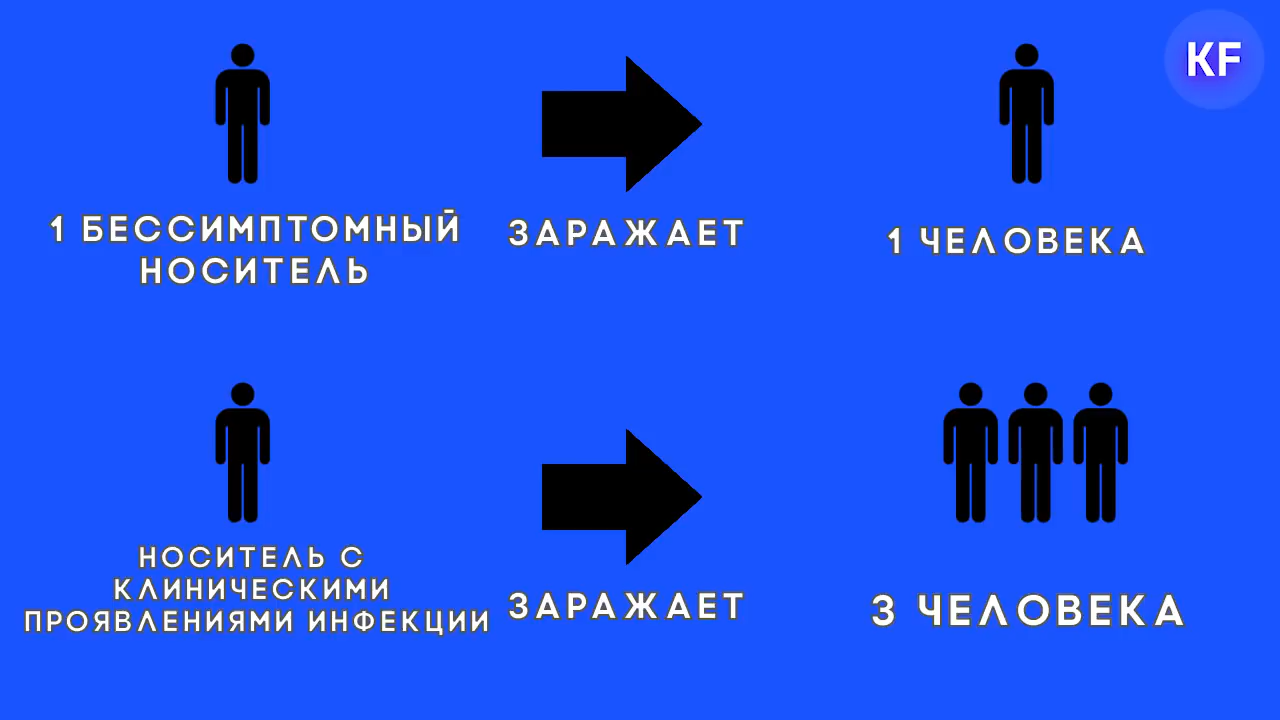 KF
1 БЕССИМПТОМНЫЙ
НОСИТЕЛЬ
ЗАРАЖАЕТ
1 ЧЕЛОВЕКА
НОСИТЕЛЬ С
КЛИНИЧЕСКИМИ
ПРОЯВЛЕНИЯМИ ИНФЕКЦИИ
ЗАРАЖАЕТ
3 ЧЕЛОВЕКА